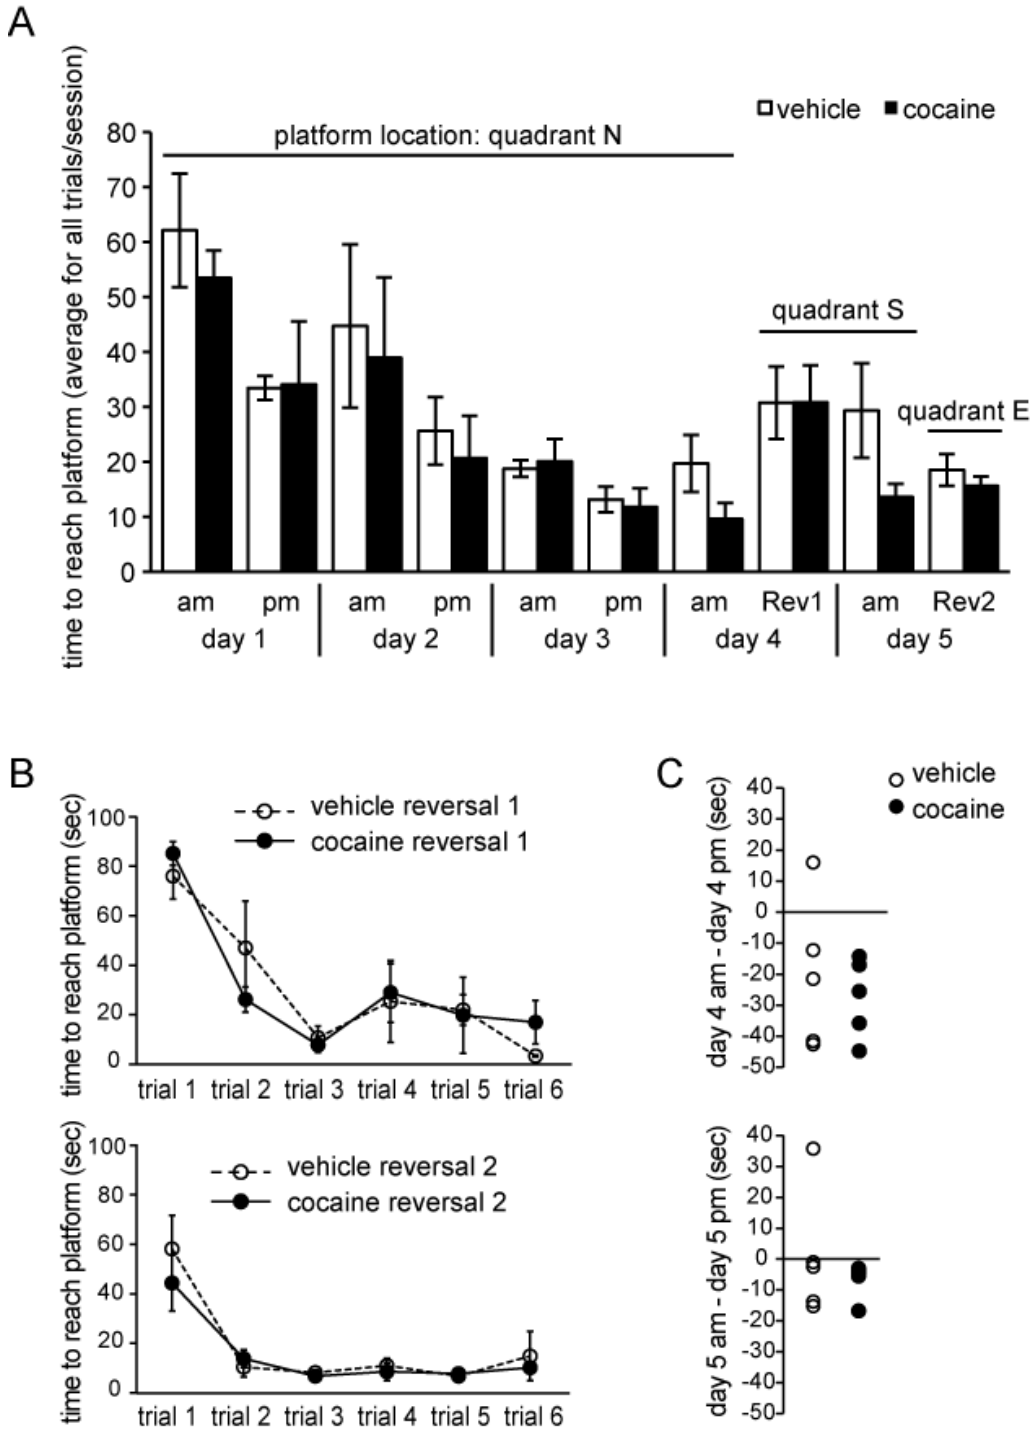 A
time to reach platform (average for all trials/session)
vehicle cocaine
platform location: quadrant N
quadrant S
quadrant E
80
70
60
50
40
30
20
10
0
am pm am pm am pm am Rev1 am Rev2
day 1 day 2 day 3 day 4 day 5
B
time to reach platform (sec)
vehicle reversal 1
cocaine reversal 1
100
80
60
40
20
0
trial 1 trial 2 trial 3 trial 4 trial 5 trial 6
time to reach platform (sec)
vehicle reversal 2
cocaine reversal 2
100
80
60
40
20
0
trial 1 trial 2 trial 3 trial 4 trial 5 trial 6
C
vehicle
cocaine
day 4 am - day 4 pm (sec)
40
30
20
10
0
-10
-20
-30
-40
-50
day 5 am - day 5 pm (sec)
40
30
20
10
0
-10
-20
-30
-40
-50